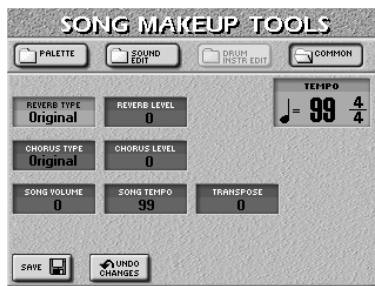 SONG MAKEUP TOOLS
PALETTE
SOUND
EDIT
DRUM
INSTR EDIT
COMMON
TEMPO
= 99 4
4
REVERB TYPE
Original
REVERB LEVEL
0
CHORUS TYPE
Original
CHORUS LEVEL
0
SONG VOLUME
0
SONG TEMPO
99
TRANSPOSE
0
SAVE
UNDO
CHANGES